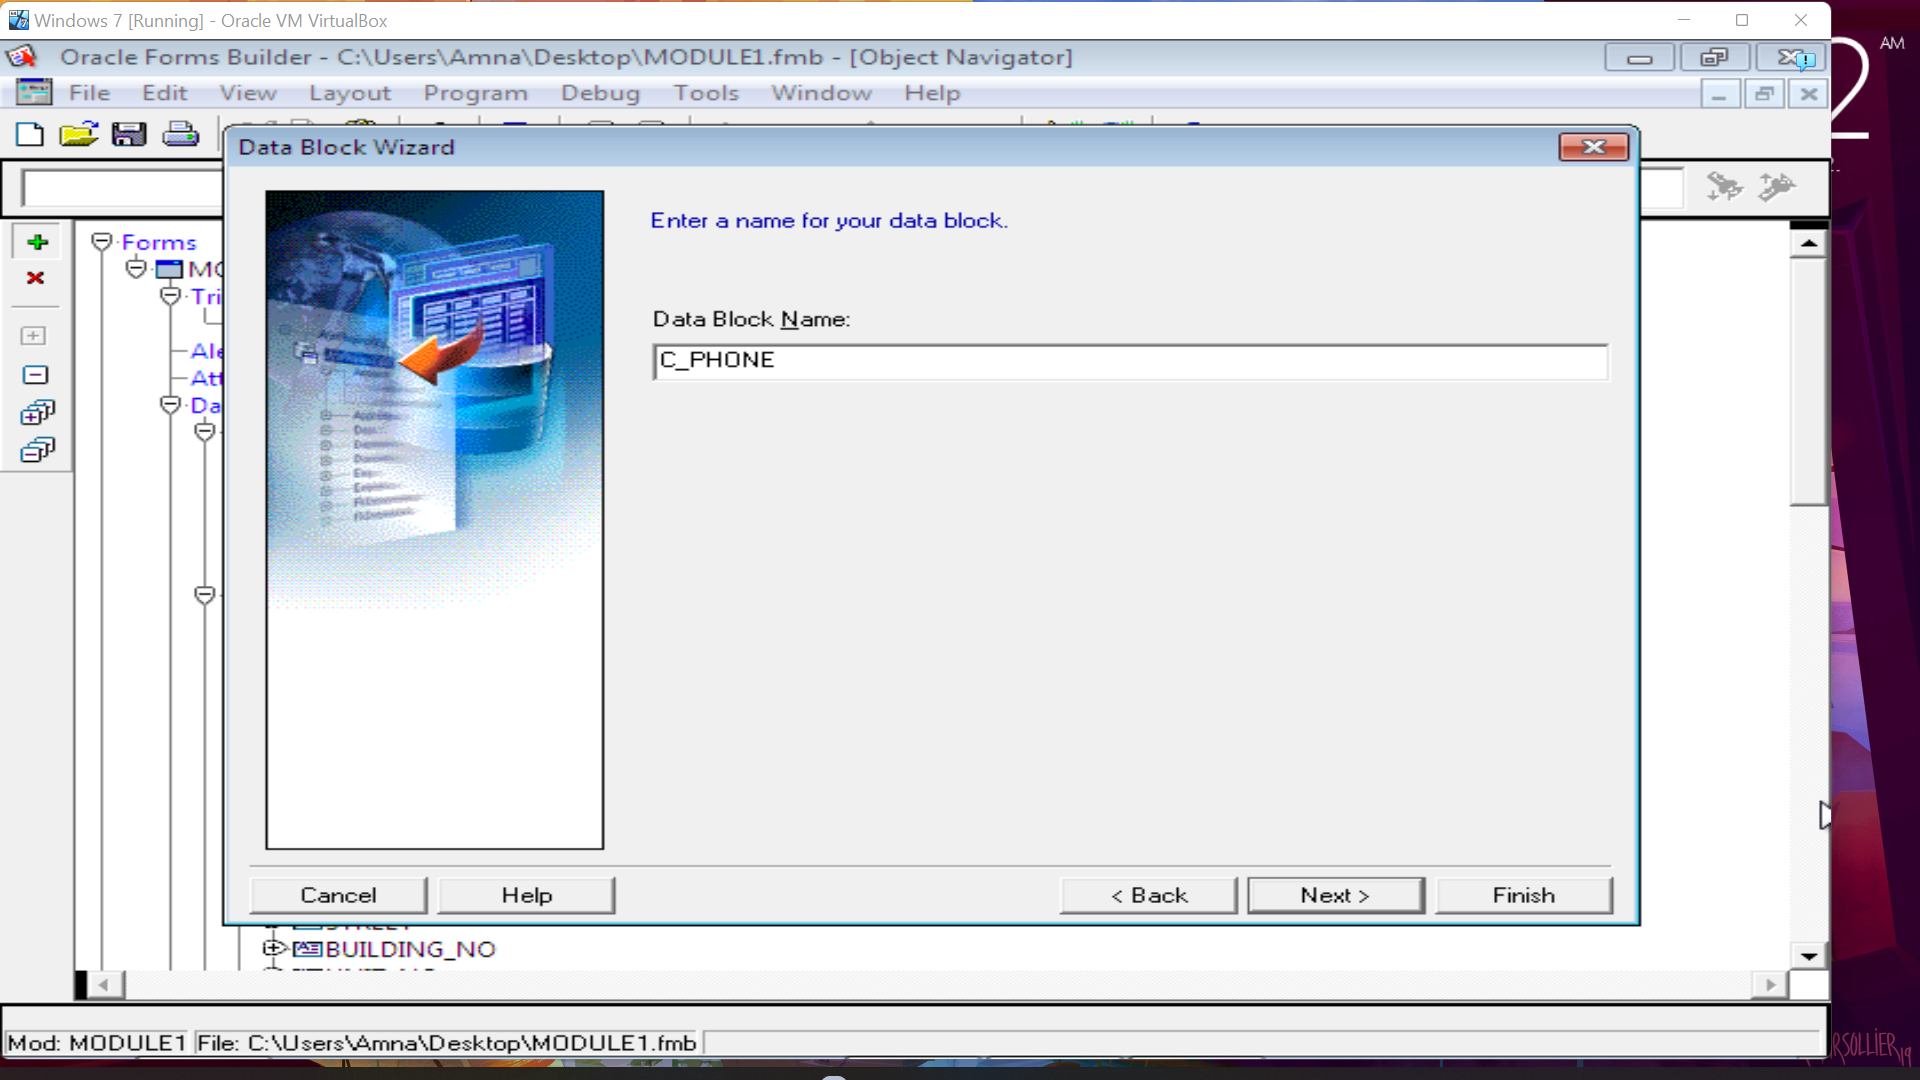 Windows 7 [Running] - Oracle VM VirtualBox
AM
2
Oracle Forms Builder - C:\Users\Amna\Desktop\MODULE1.fmb - [Object Navigator]
File Edit View Layout Program Debug Tools Window Help
Data Block Wizard
Enter a name for your data block.
Forms
MO
Tri
Data Block Name:
Ale
C_PHONE
Att
Da
Cancel Help < Back Next > Finish
STREET
BUILDING_NO
Mod: MODULE1 File: C:\Users\Amna\Desktop\MODULE1.fmb